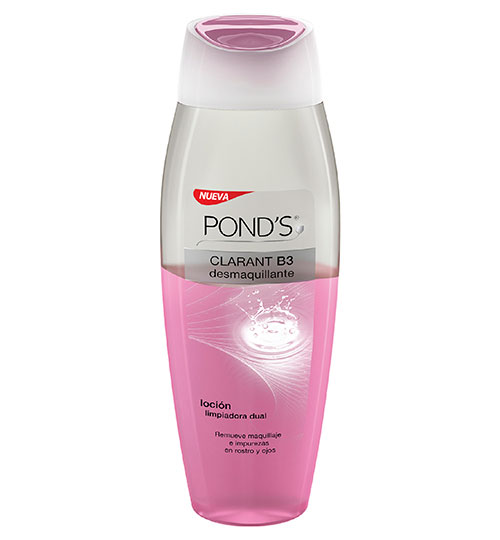 NUEVA
POND'S
CLARANT B3
desmaquillante
loción
limpiadora dual
Remueve maquillaje
e impurezas
en rostro y ojos